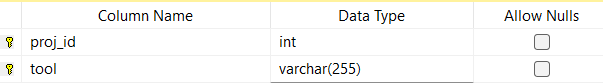 Column Name Data Type Allow Nulls
proj_id int
tool varchar(255)